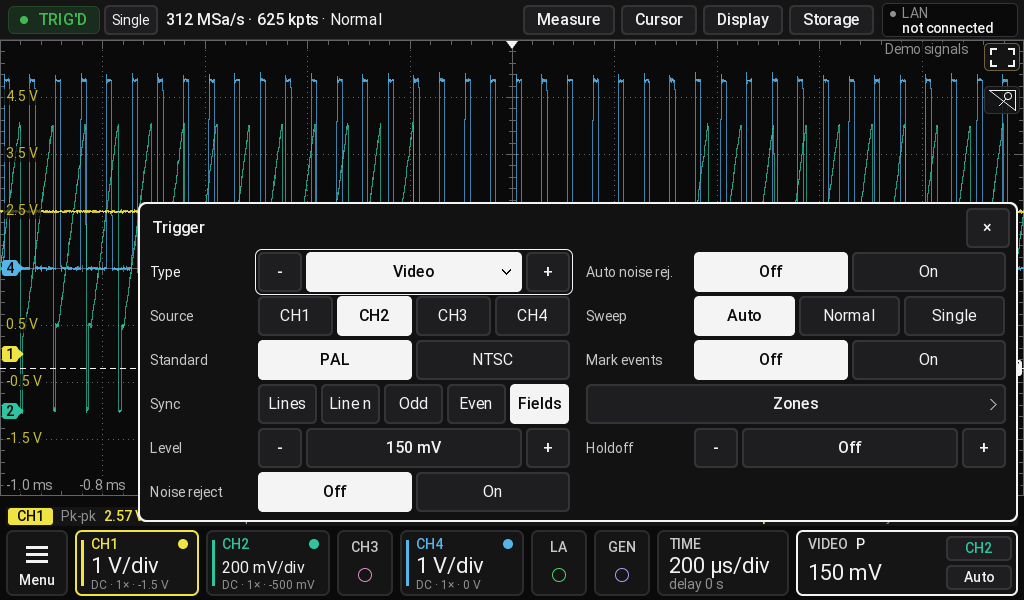 TRIG'D
Single
312 MSa/s · 625 kpts · Normal
Measure
Cursor
Display
Storage
LAN
not connected
Demo signals
4.5 V
3.5 V
2.5 V
4
0.5 V
1
-0.5 V
2
-1.5 V
-1.0 ms
-0.8 ms
Trigger
×
Type
-
Video
+
Auto noise rej.
Off
On
Source
CH1
CH2
CH3
CH4
Sweep
Auto
Normal
Single
Standard
PAL
NTSC
Mark events
Off
On
Sync
Lines
Line n
Odd
Even
Fields
Zones
Level
-
150 mV
+
Holdoff
-
Off
+
Noise reject
Off
On
CH1
Pk-pk
2.57
Menu
CH1
1 V/div
DC · 1× · -1.5 V
CH2
200 mV/div
DC · 1× · -500 mV
CH3
CH4
1 V/div
DC · 1× · 0 V
LA
GEN
TIME
200 µs/div
delay 0 s
VIDEO P
150 mV
CH2
Auto